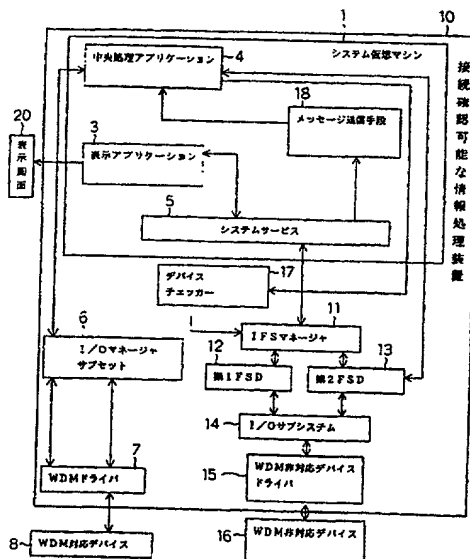 10
1
システム仮想マシン
中央処理アプリケーション
4
18
メッセージ送信手段
接続確認可能な情報処理装置
20
表示画面
3
表示アプリケーション
5
システムサービス
デバイス
チェッカー
17
6
I/Oマネージャ
サブセット
11
IFSマネージャ
12
第1FSD
13
第2FSD
14
I/Oサブシステム
7
WDMドライバ
15
WDM非対応デバイス
ドライバ
8
WDM対応デバイス
WDM非対応デバイス
16